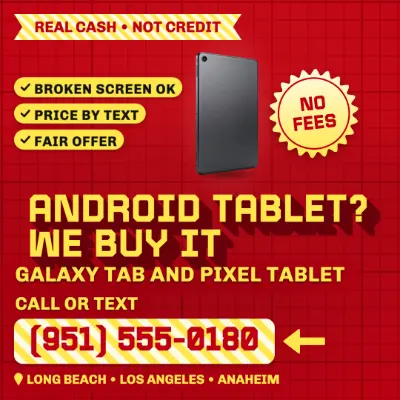 REAL CASH • NOT CREDIT
BROKEN SCREEN OK
PRICE BY TEXT
FAIR OFFER
NO
FEES
ANDROID TABLET?
WE BUY IT
GALAXY TAB AND PIXEL TABLET
CALL OR TEXT
(951) 555-0180
LONG BEACH • LOS ANGELES • ANAHEIM